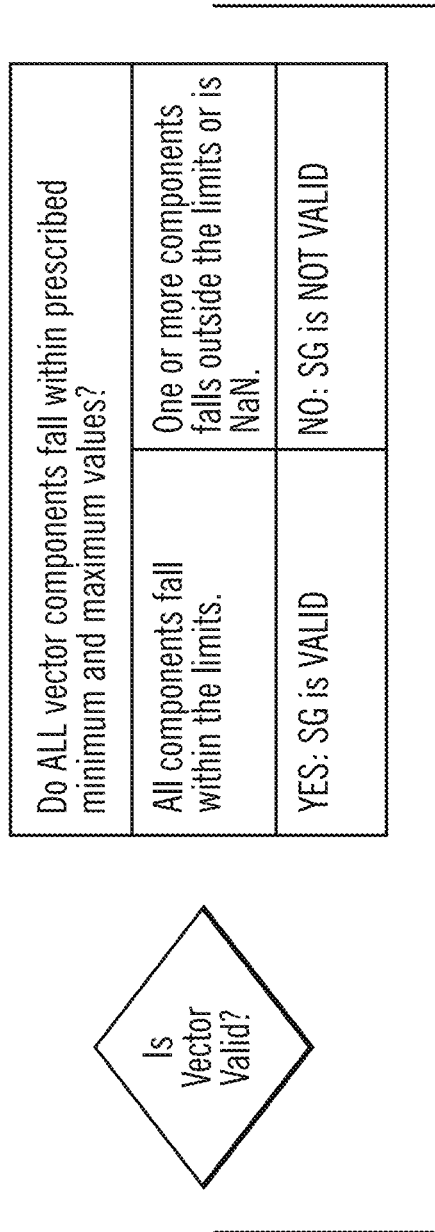 Is
Vector
Valid?
Do ALL vector components fall within prescribed
minimum and maximum values?
All components fall
within the limits.
One or more components
falls outside the limits or is
NaN.
YES: SG is VALID
NO: SG is NOT VALID